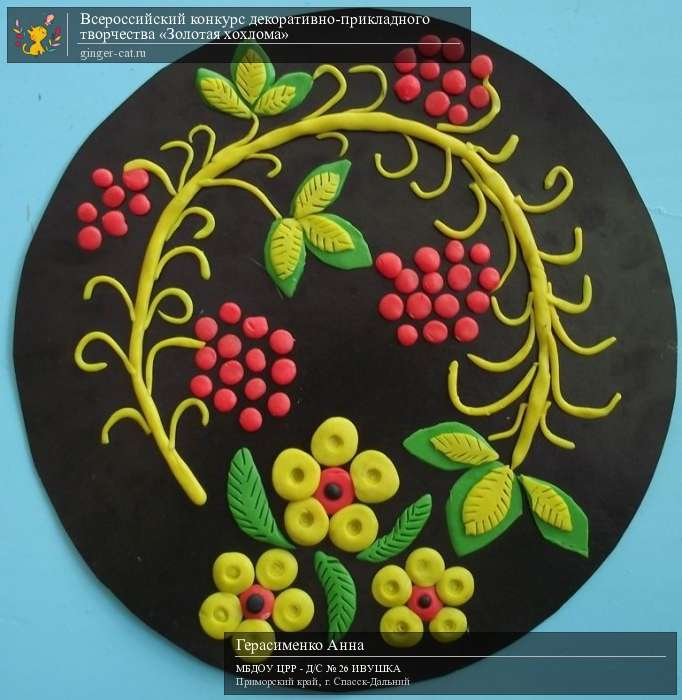 Всероссийский конкурс декоративно-прикладного
творчества «Золотая хохлома»
ginger-cat.ru
Герасименко Анна
МБДОУ ЦРР - Д/С № 26 ИВУШКА
Приморский край, г. Спасск-Дальний